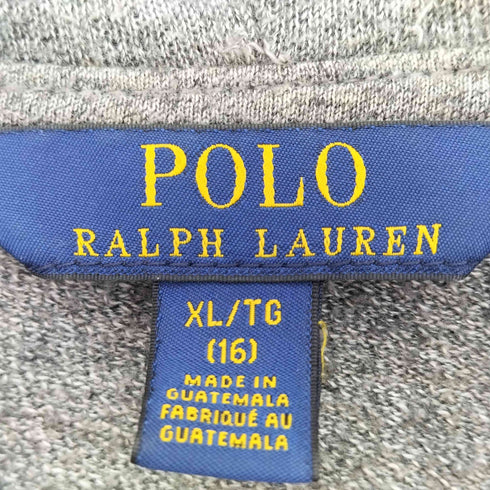 POLO
RALPH LAUREN
XL/TG
(16)
MADE IN
GUATEMALA
FABRIQUÉ AU
GUATEMALA